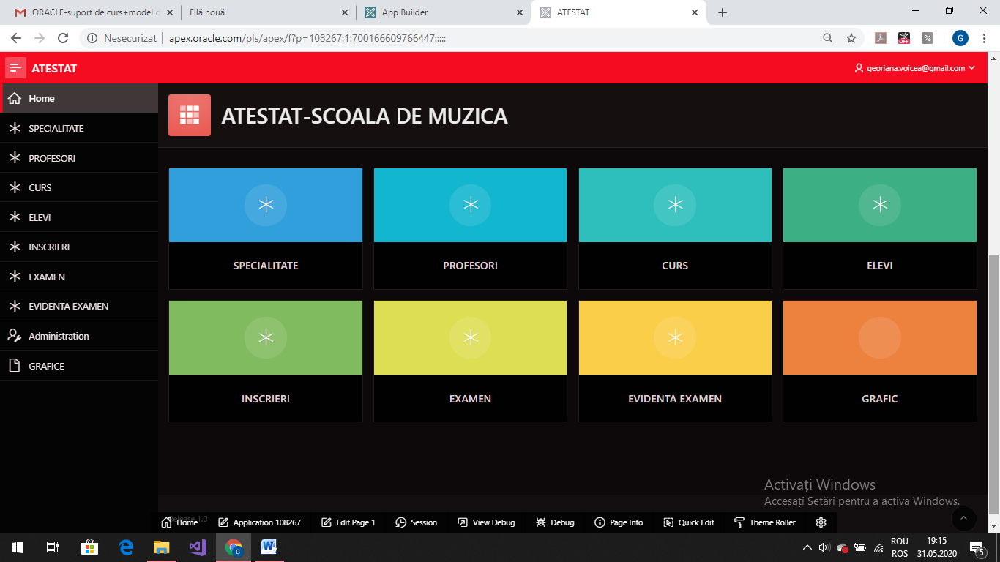 ORACLE-suport de curs+model d
Filă nouă
App Builder
ATESTAT
Nesecurizat
apex.oracle.com/pls/apex/f?p=108267:1:700166609766447:::::
G
OFF
%
ATESTAT
georiana.voicea@gmail.com
Home
SPECIALITATE
PROFESORI
CURS
ELEVI
INSCRIERI
EXAMEN
EVIDENTA EXAMEN
Administration
GRAFICE
ATESTAT-SCOALA DE MUZICA
SPECIALITATE
PROFESORI
CURS
ELEVI
INSCRIERI
EXAMEN
EVIDENTA EXAMEN
GRAFIC
Activați Windows
Accesați Setări pentru a activa Windows.
Release 1.0
Home
Application 108267
Edit Page 1
Session
View Debug
Debug
Page Info
Quick Edit
Theme Roller
G
W
ROU
ROS
19:15
31.05.2020
5